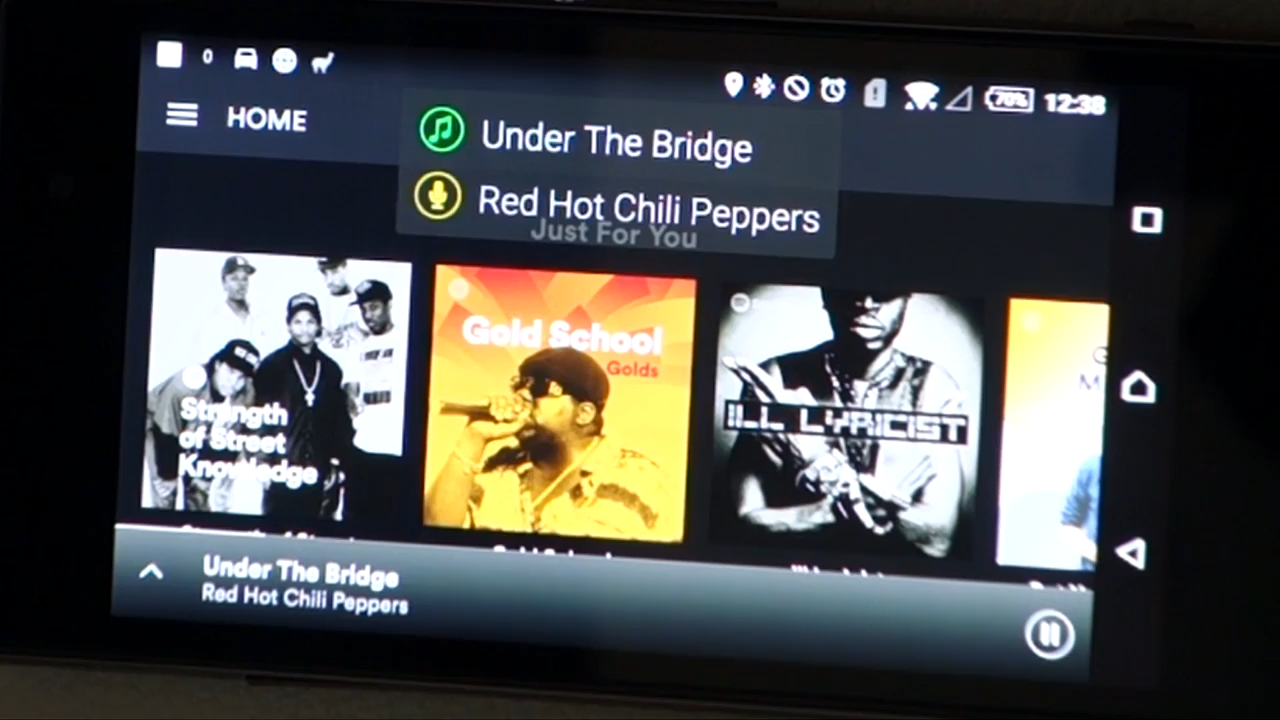 0
70%
12:38
HOME
Under The Bridge
Red Hot Chili Peppers
Just For You
Strength
of Street
Knowledge
Gold School
Golds
ILL LYRICIST
Under The Bridge
Red Hot Chili Peppers